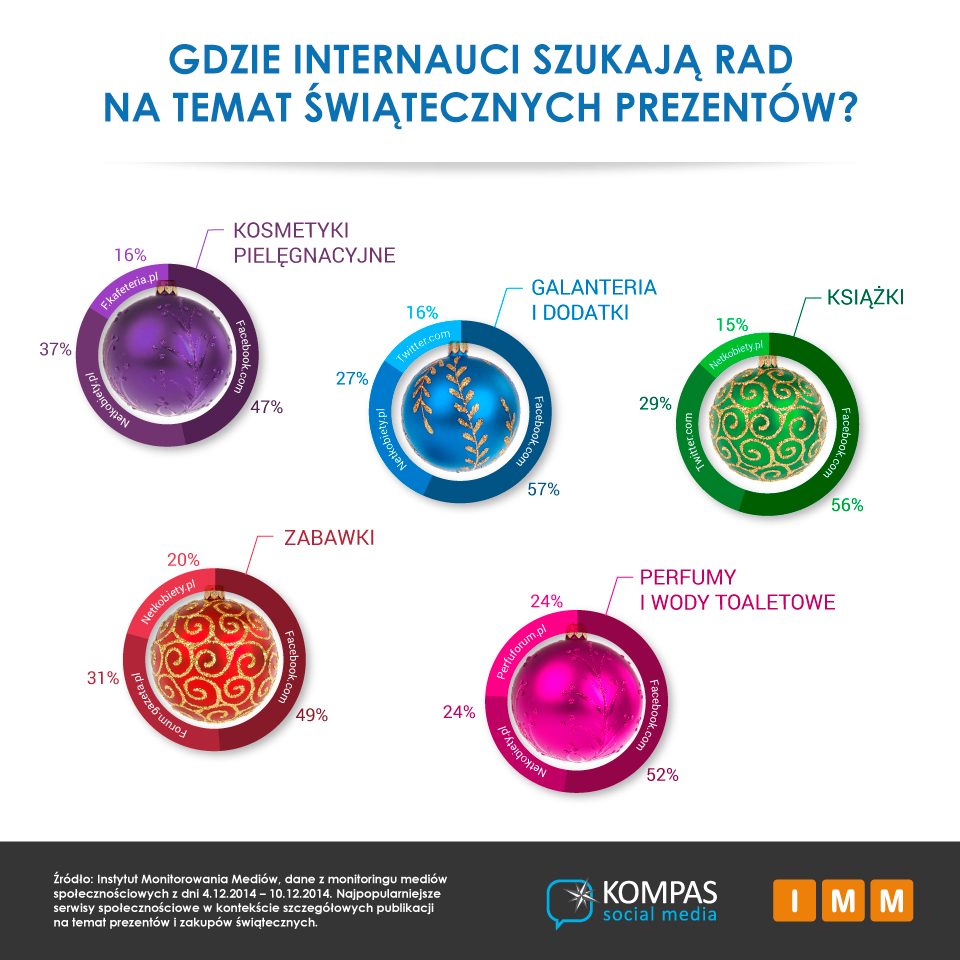 GDZIE INTERNAUCI SZUKAJĄ RAD
NA TEMAT ŚWIĄTECZNYCH PREZENTÓW?
KOSMETYKI
PIELĘGNACYJNE
16%
F.kafeteria.pl
37%
Netkobiety.pl
Facebook.com
47%
GALANTERIA
I DODATKI
16%
Twitter.com
27%
Netkobiety.pl
Facebook.com
57%
KSIĄŻKI
15%
Netkobiety.pl
29%
Twitter.com
Facebook.com
56%
ZABAWKI
20%
Netkobiety.pl
31%
Forum.gazeta.pl
Facebook.com
49%
PERFUMY
I WODY TOALETOWE
24%
Perfuforum.pl
24%
Netkobiety.pl
Facebook.com
52%
Źródło: Instytut Monitorowania Mediów, dane z monitoringu mediów
społecznościowych z dni 4.12.2014 – 10.12.2014. Najpopularniejsze
serwisy społecznościowe w kontekście szczegółowych publikacji
na temat prezentów i zakupów świątecznych.
KOMPAS
social media
IMM